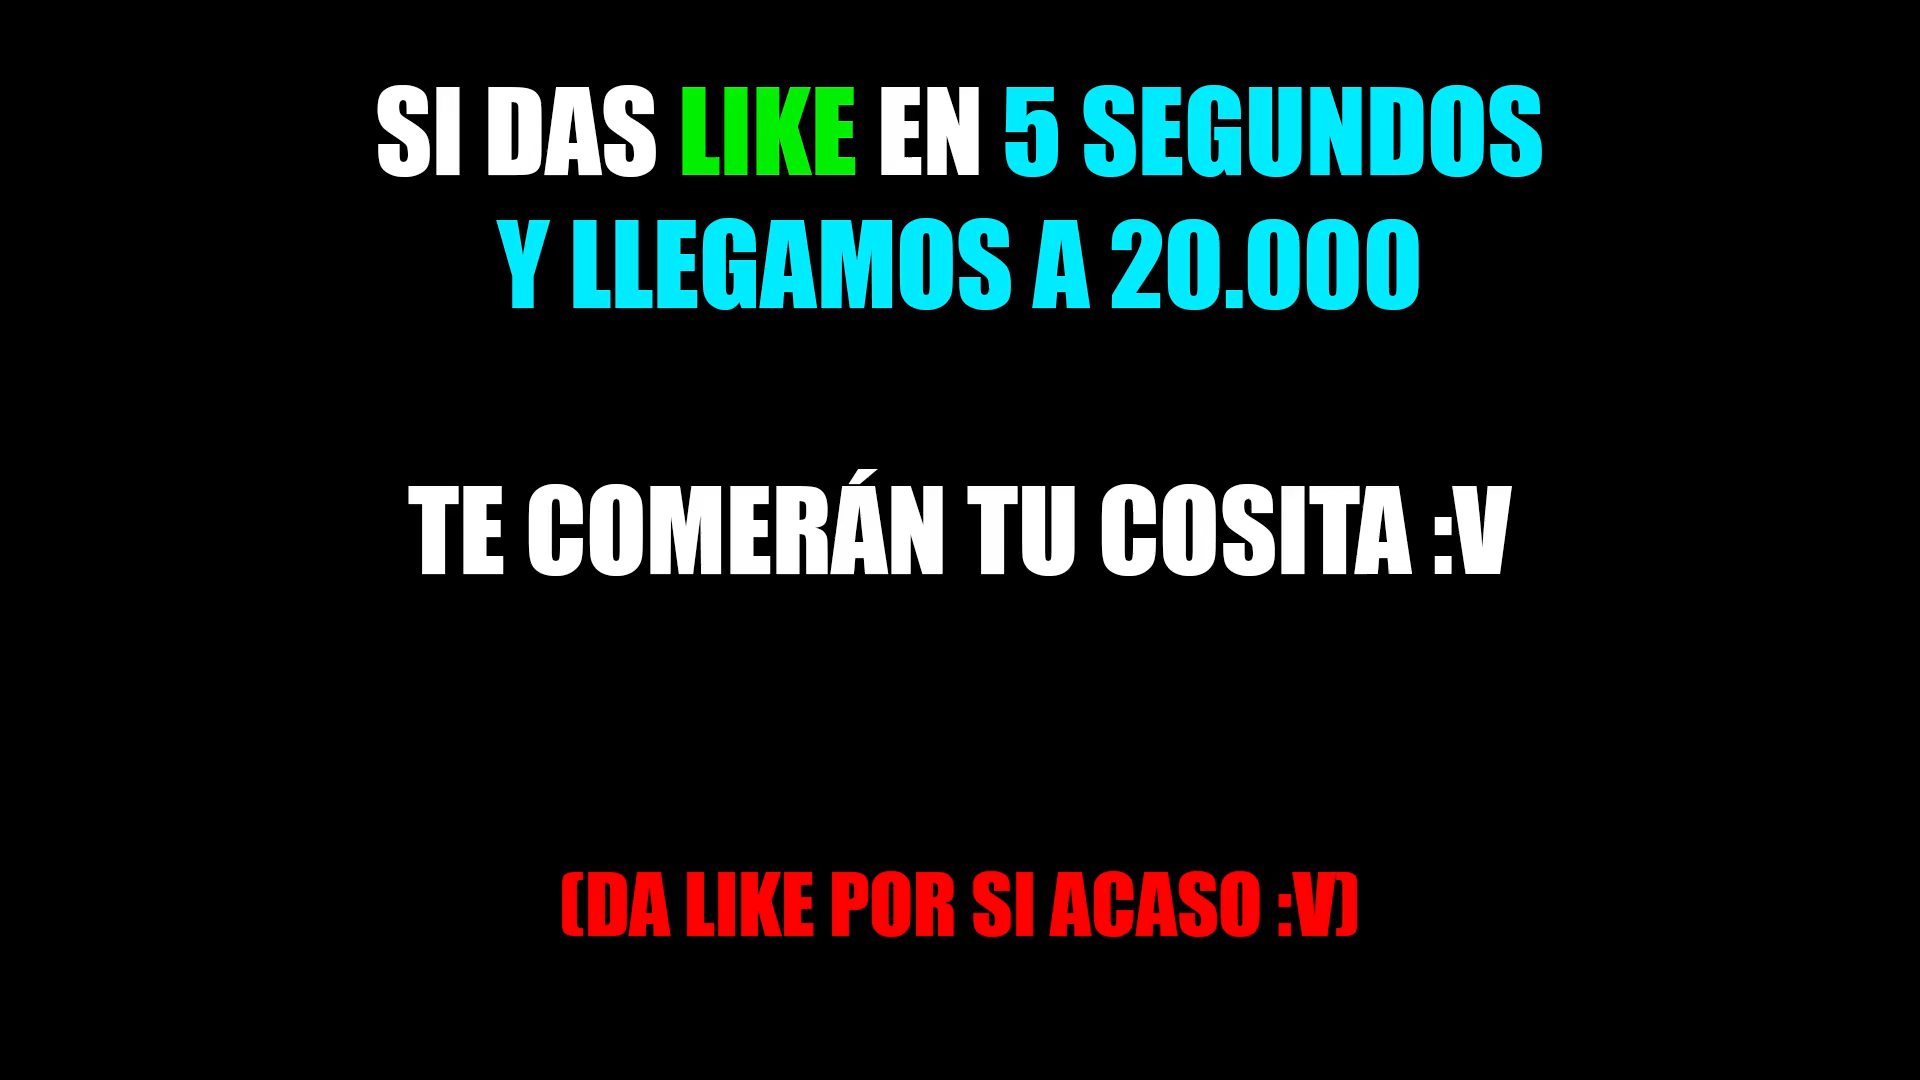 SI DAS LIKE EN 5 SEGUNDOS
Y LLEGAMOS A 20.000
TE COMERÁN TU COSITA :V
(DA LIKE POR SI ACASO :V)